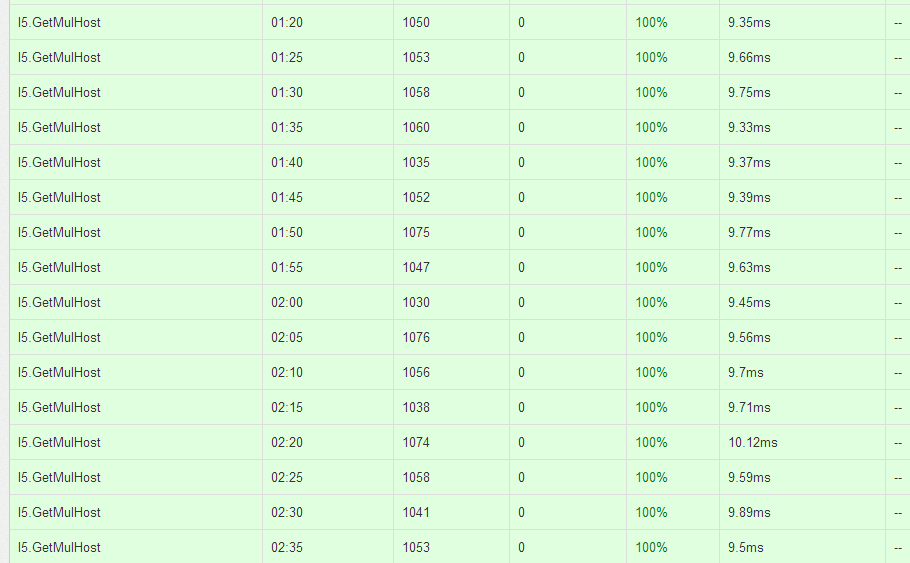 I5.GetMulHost 01:20 1050 0 100% 9.35ms --
I5.GetMulHost 01:25 1053 0 100% 9.66ms --
I5.GetMulHost 01:30 1058 0 100% 9.75ms --
I5.GetMulHost 01:35 1060 0 100% 9.33ms --
I5.GetMulHost 01:40 1035 0 100% 9.37ms --
I5.GetMulHost 01:45 1052 0 100% 9.39ms --
I5.GetMulHost 01:50 1075 0 100% 9.77ms --
I5.GetMulHost 01:55 1047 0 100% 9.63ms --
I5.GetMulHost 02:00 1030 0 100% 9.45ms --
I5.GetMulHost 02:05 1076 0 100% 9.56ms --
I5.GetMulHost 02:10 1056 0 100% 9.7ms --
I5.GetMulHost 02:15 1038 0 100% 9.71ms --
I5.GetMulHost 02:20 1074 0 100% 10.12ms --
I5.GetMulHost 02:25 1058 0 100% 9.59ms --
I5.GetMulHost 02:30 1041 0 100% 9.89ms --
I5.GetMulHost 02:35 1053 0 100% 9.5ms --